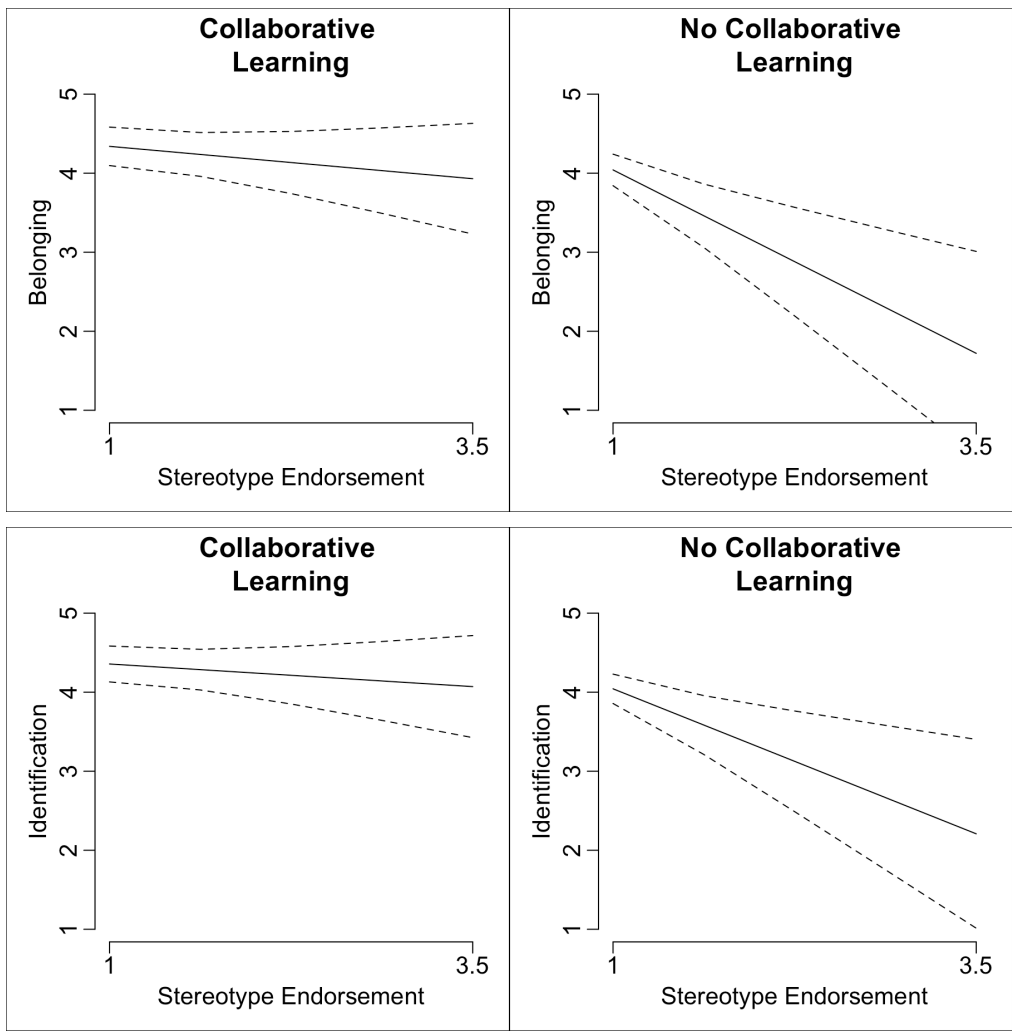 Collaborative
Learning
5
4
3
2
1
Belonging
1 3.5
Stereotype Endorsement
No Collaborative
Learning
5
4
3
2
1
Belonging
1 3.5
Stereotype Endorsement
Collaborative
Learning
5
4
3
2
1
Identification
1 3.5
Stereotype Endorsement
No Collaborative
Learning
5
4
3
2
1
Identification
1 3.5
Stereotype Endorsement